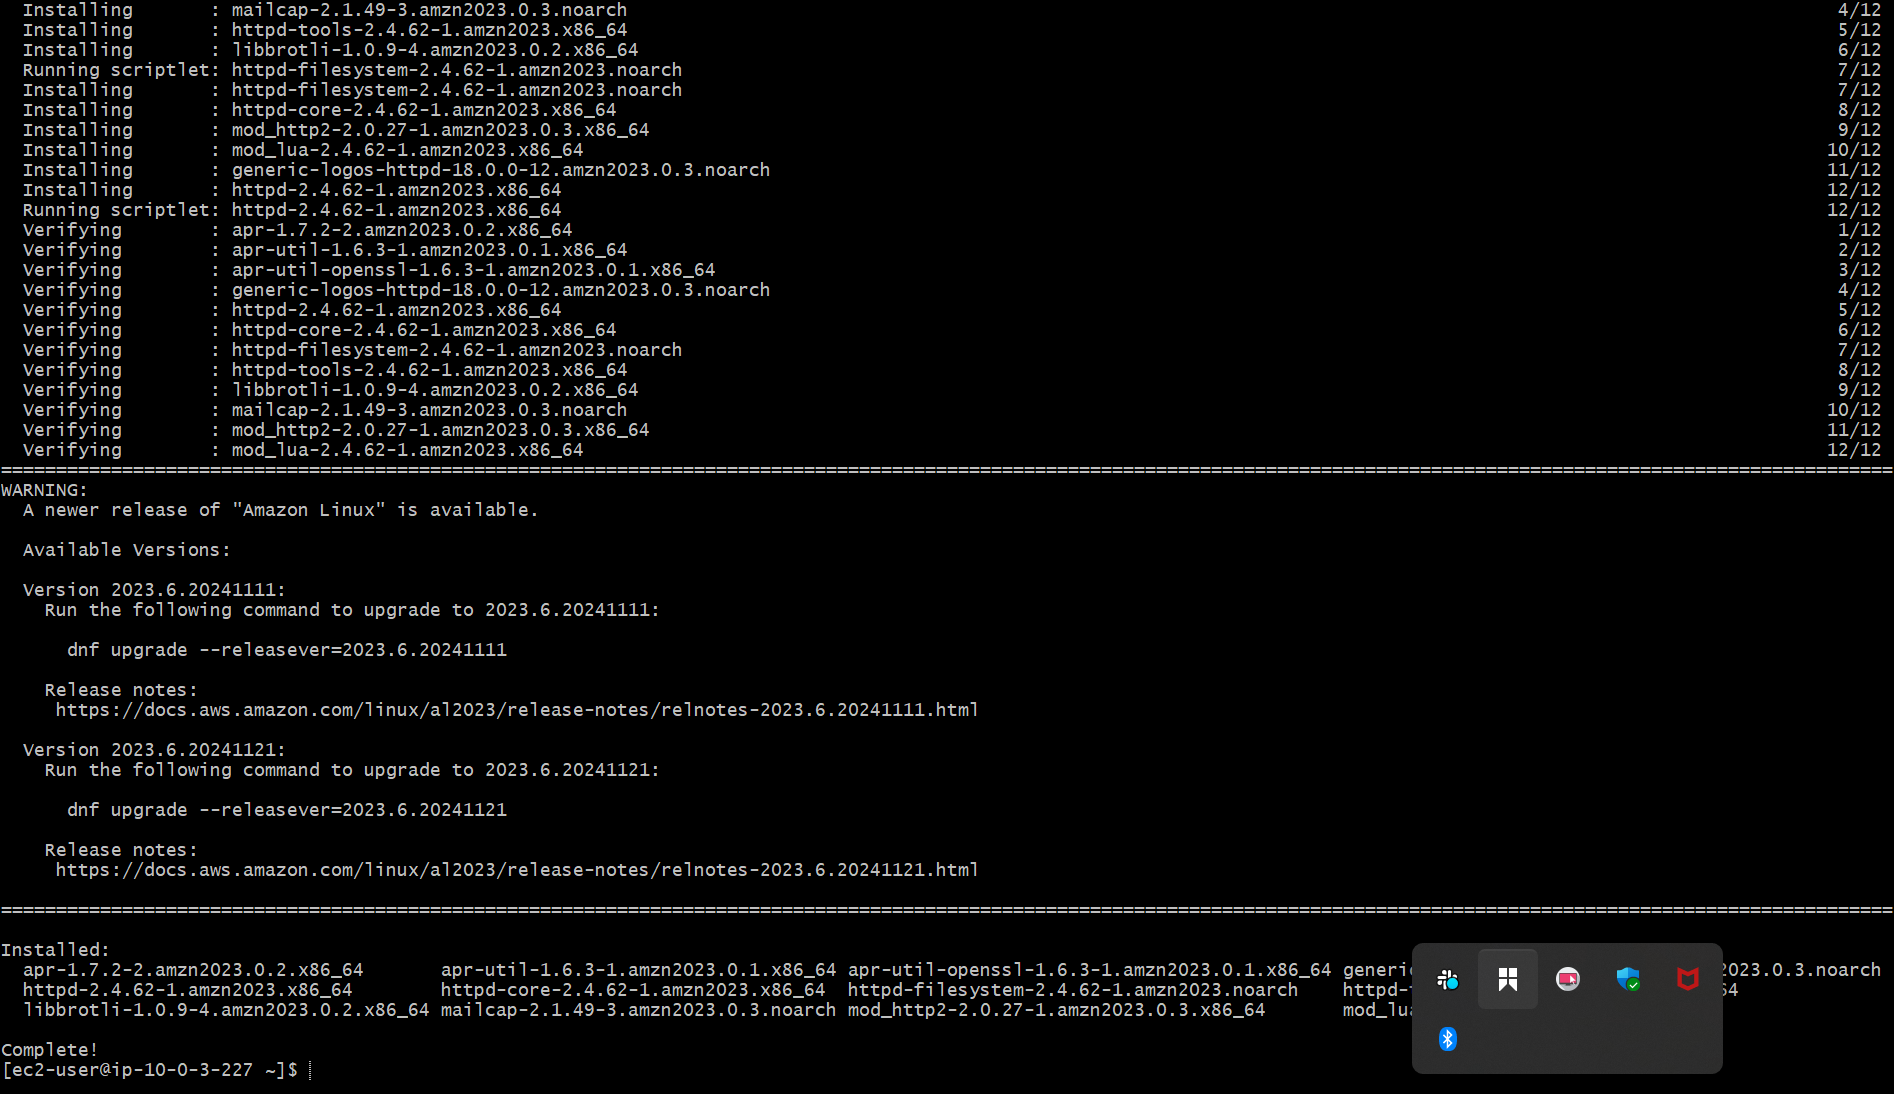 Installing : mailcap-2.1.49-3.amzn2023.0.3.noarch 4/12
Installing : httpd-tools-2.4.62-1.amzn2023.x86_64 5/12
Installing : libbrotli-1.0.9-4.amzn2023.0.2.x86_64 6/12
Running scriptlet: httpd-filesystem-2.4.62-1.amzn2023.noarch 7/12
Installing : httpd-filesystem-2.4.62-1.amzn2023.noarch 7/12
Installing : httpd-core-2.4.62-1.amzn2023.x86_64 8/12
Installing : mod_http2-2.0.27-1.amzn2023.0.3.x86_64 9/12
Installing : mod_lua-2.4.62-1.amzn2023.x86_64 10/12
Installing : generic-logos-httpd-18.0.0-12.amzn2023.0.3.noarch 11/12
Installing : httpd-2.4.62-1.amzn2023.x86_64 12/12
Running scriptlet: httpd-2.4.62-1.amzn2023.x86_64 12/12
Verifying : apr-1.7.2-2.amzn2023.0.2.x86_64 1/12
Verifying : apr-util-1.6.3-1.amzn2023.0.1.x86_64 2/12
Verifying : apr-util-openssl-1.6.3-1.amzn2023.0.1.x86_64 3/12
Verifying : generic-logos-httpd-18.0.0-12.amzn2023.0.3.noarch 4/12
Verifying : httpd-2.4.62-1.amzn2023.x86_64 5/12
Verifying : httpd-core-2.4.62-1.amzn2023.x86_64 6/12
Verifying : httpd-filesystem-2.4.62-1.amzn2023.noarch 7/12
Verifying : httpd-tools-2.4.62-1.amzn2023.x86_64 8/12
Verifying : libbrotli-1.0.9-4.amzn2023.0.2.x86_64 9/12
Verifying : mailcap-2.1.49-3.amzn2023.0.3.noarch 10/12
Verifying : mod_http2-2.0.27-1.amzn2023.0.3.x86_64 11/12
Verifying : mod_lua-2.4.62-1.amzn2023.x86_64 12/12
WARNING:
A newer release of "Amazon Linux" is available.
Available Versions:
Version 2023.6.20241111:
Run the following command to upgrade to 2023.6.20241111:
dnf upgrade --releasever=2023.6.20241111
Release notes:
https://docs.aws.amazon.com/linux/al2023/release-notes/relnotes-2023.6.20241111.html
Version 2023.6.20241121:
Run the following command to upgrade to 2023.6.20241121:
dnf upgrade --releasever=2023.6.20241121
Release notes:
https://docs.aws.amazon.com/linux/al2023/release-notes/relnotes-2023.6.20241121.html
Installed:
apr-1.7.2-2.amzn2023.0.2.x86_64 apr-util-1.6.3-1.amzn2023.0.1.x86_64 apr-util-openssl-1.6.3-1.amzn2023.0.1.x86_64 generic 2023.0.3.noarch
httpd-2.4.62-1.amzn2023.x86_64 httpd-core-2.4.62-1.amzn2023.x86_64 httpd-filesystem-2.4.62-1.amzn2023.noarch httpd- 64
libbrotli-1.0.9-4.amzn2023.0.2.x86_64 mailcap-2.1.49-3.amzn2023.0.3.noarch mod_http2-2.0.27-1.amzn2023.0.3.x86_64 mod_lua
Complete!
[ec2-user@ip-10-0-3-227 ~]$